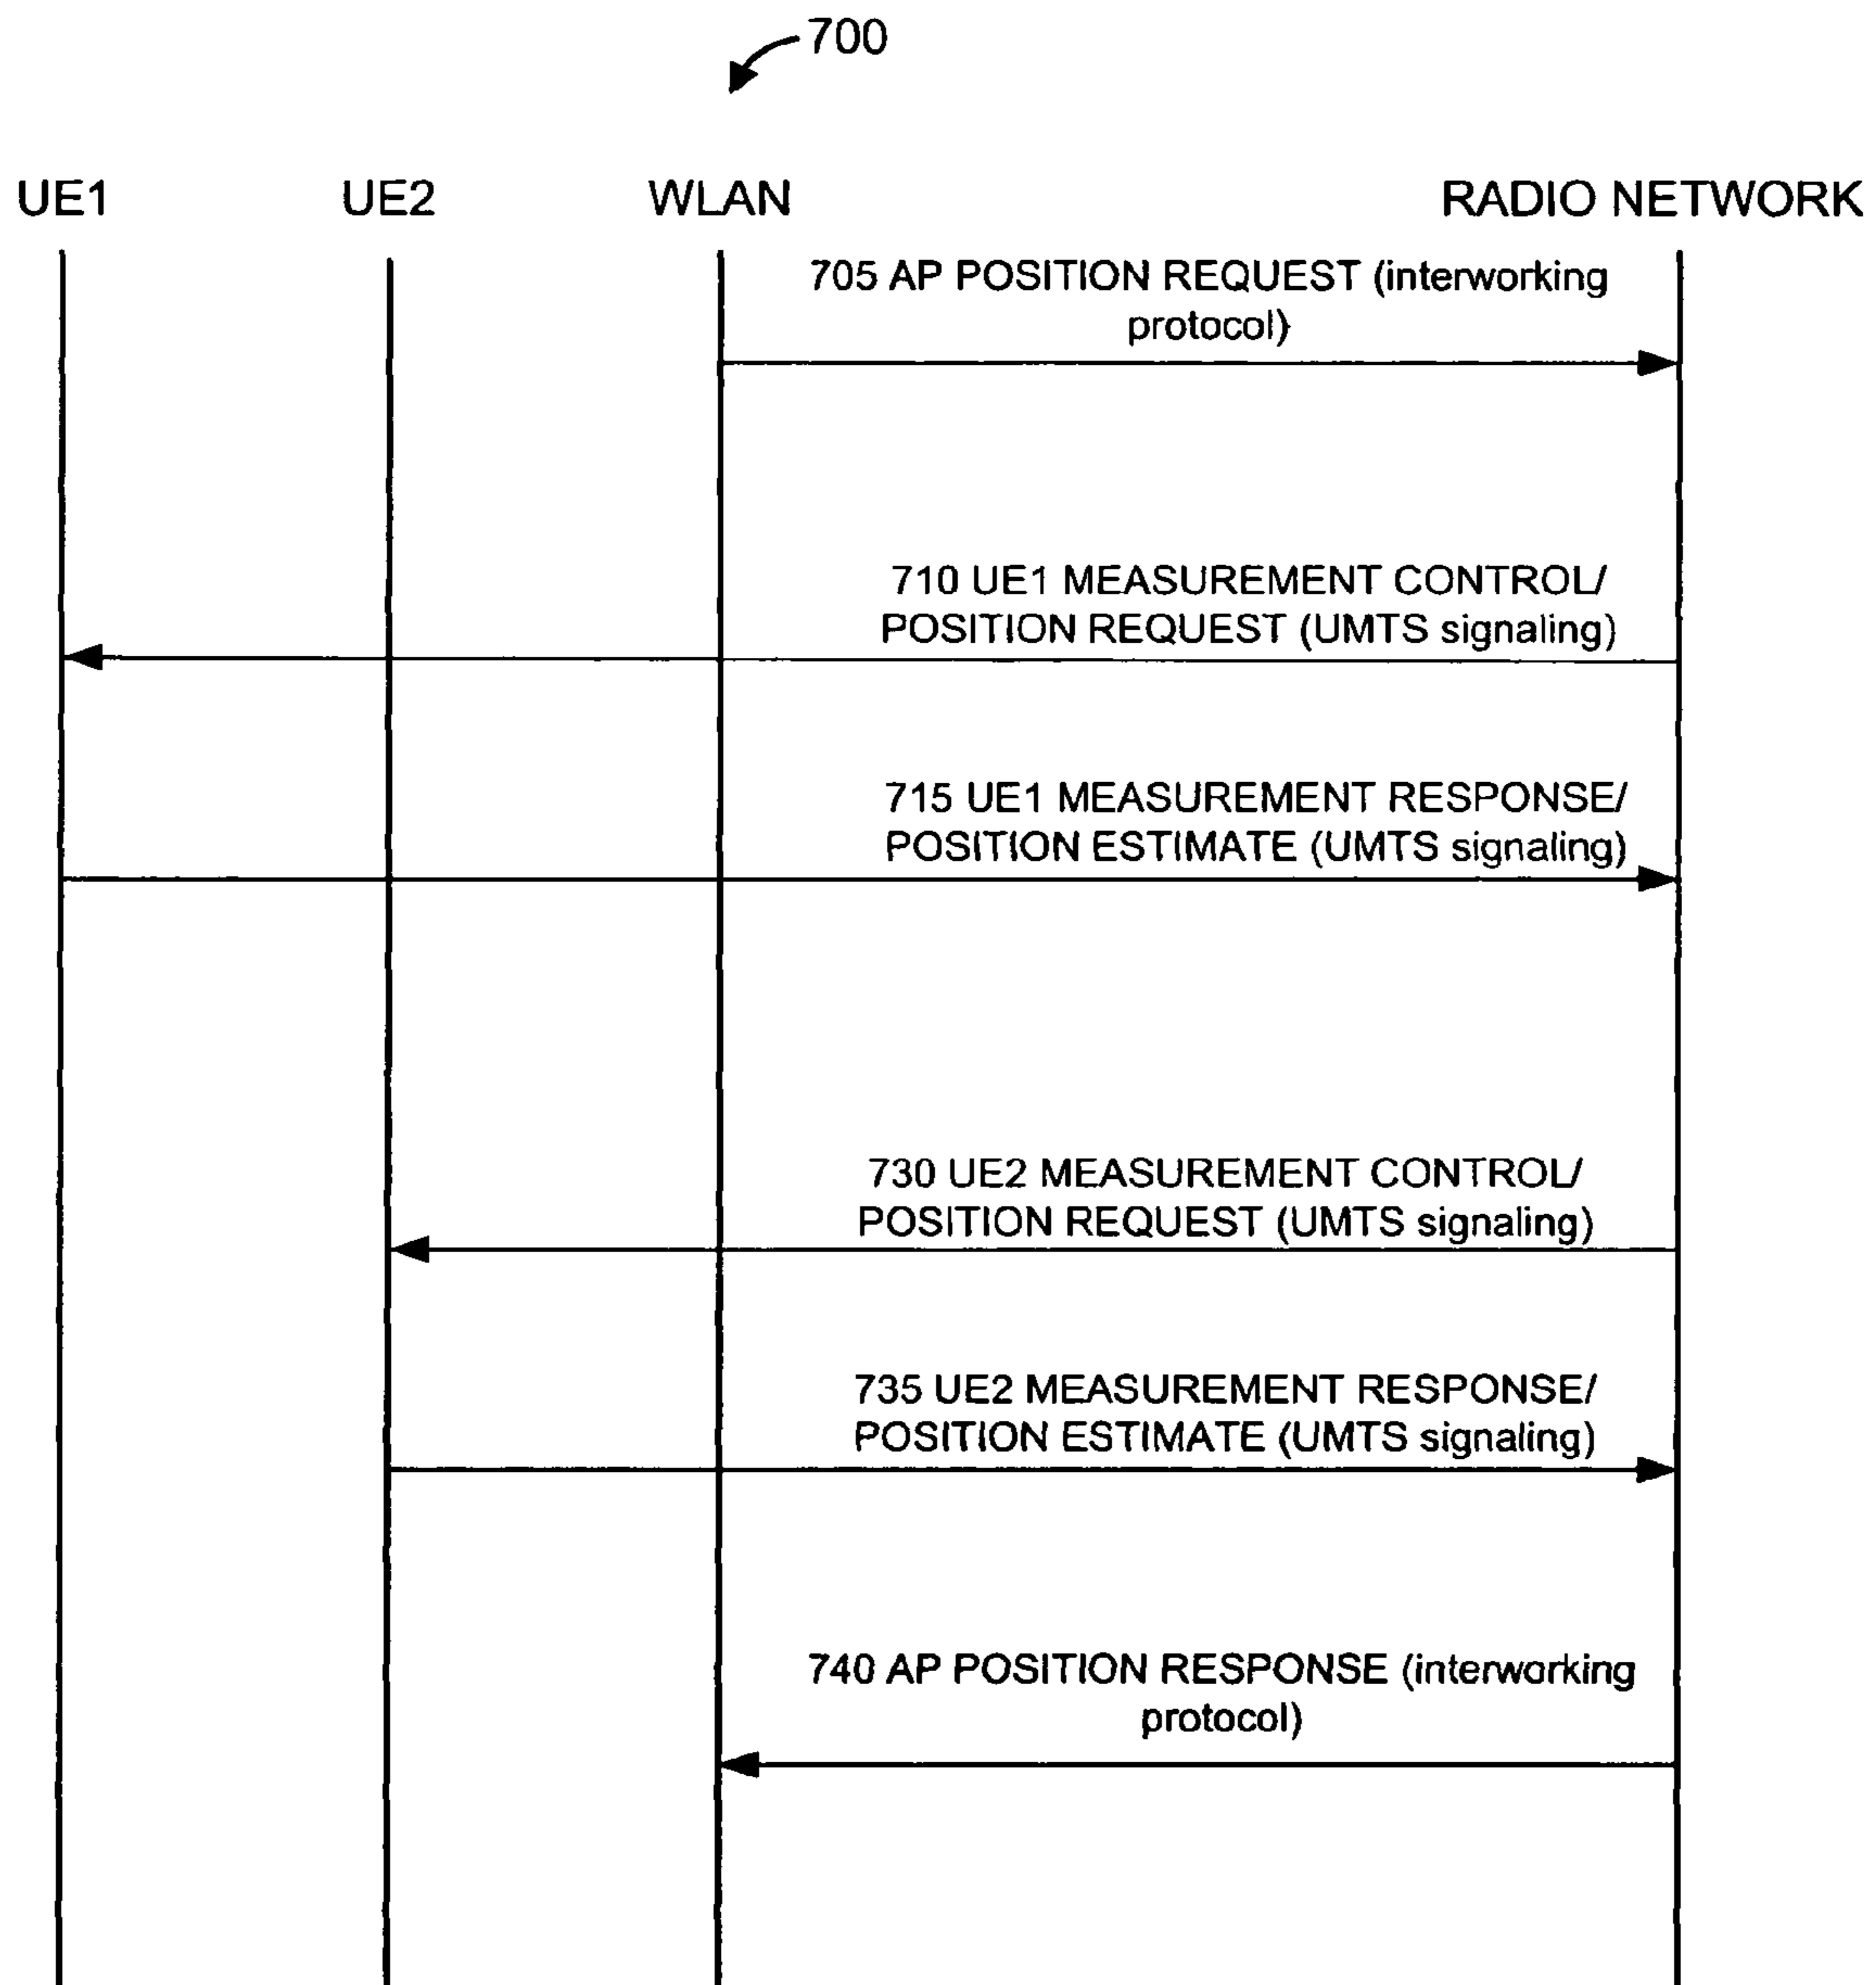 700
UE1
UE2
WLAN
RADIO NETWORK
705 AP POSITION REQUEST (interworking
protocol)
710 UE1 MEASUREMENT CONTROL/
POSITION REQUEST (UMTS signaling)
715 UE1 MEASUREMENT RESPONSE/
POSITION ESTIMATE (UMTS signaling)
730 UE2 MEASUREMENT CONTROL/
POSITION REQUEST (UMTS signaling)
735 UE2 MEASUREMENT RESPONSE/
POSITION ESTIMATE (UMTS signaling)
740 AP POSITION RESPONSE (interworking
protocol)